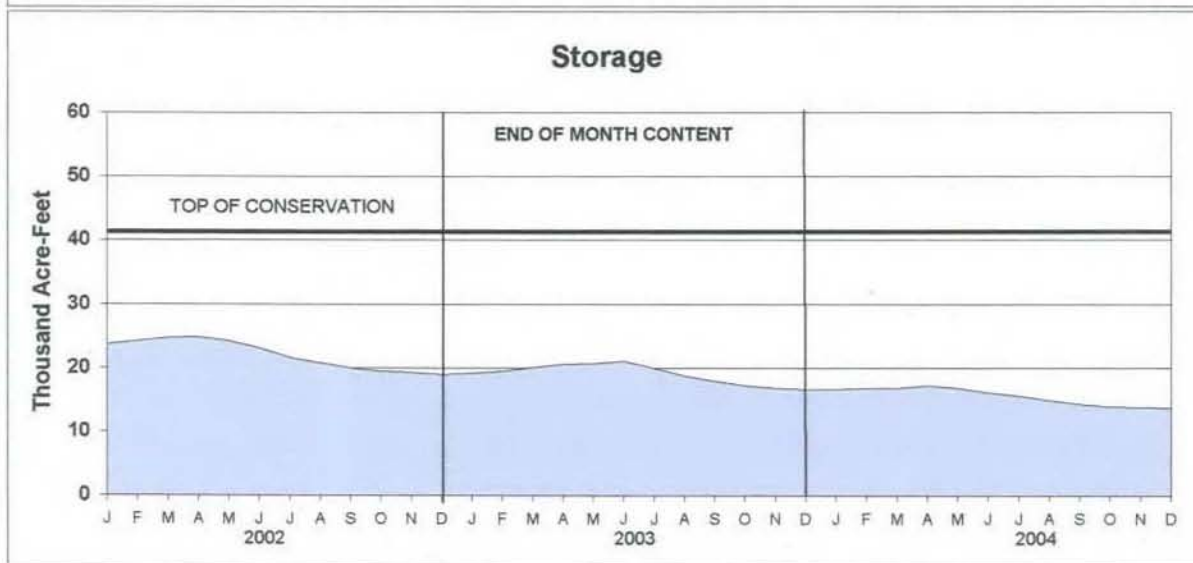 Storage
Thousand Acre-Feet
60
50
40
30
20
10
0
END OF MONTH CONTENT
TOP OF CONSERVATION
J F M A M J J A S O N D J F M A M J J A S O N D J F M A M J J A S O N D
2002 2003 2004